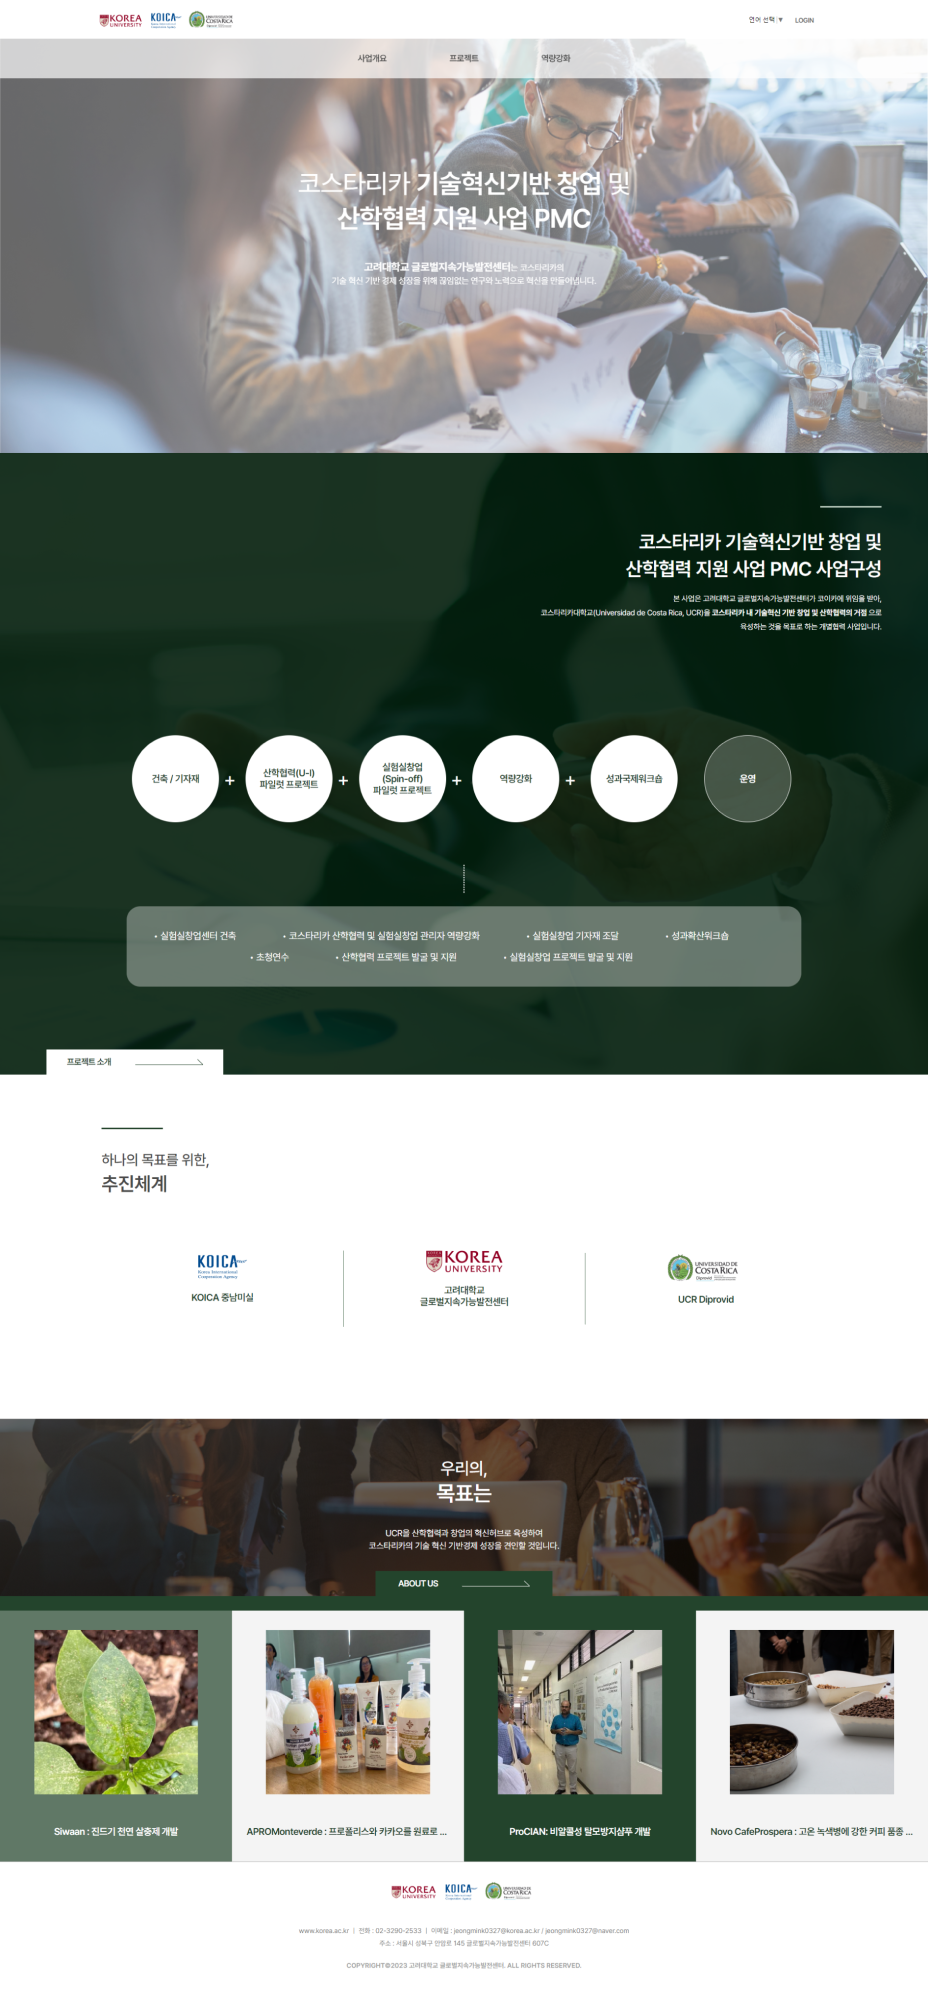 KOREA
UNIVERSITY
KOICA
Korea International
Cooperation Agency
UNIVERSIDAD DE
COSTA RICA
언어 선택 | ▼
LOGIN
사업개요
프로젝트
역량강화
코스타리카 기술혁신기반 창업 및
산학협력 지원 사업 PMC
고려대학교 글로벌지속가능발전센터는 코스타리카의
기술 혁신 기반 경제 성장을 위해 끊임없는 연구와 노력으로 혁신을 만들어냅니다.
코스타리카 기술혁신기반 창업 및
산학협력 지원 사업 PMC 사업구성
본 사업은 고려대학교 글로벌지속가능발전센터가 코이카에 위임을 받아,
코스타리카대학교(Universidad de Costa Rica, UCR)을 코스타리카 내 기술혁신 기반 창업 및 산학협력의 거점 으로
육성하는 것을 목표로 하는 개별협력 사업입니다.
건축 / 기자재
+
산학협력(U-I)
파일럿 프로젝트
+
실험실창업
(Spin-off)
파일럿 프로젝트
+
역량강화
+
성과국제워크숍
운영
• 실험실창업센터 건축
• 코스타리카 산학협력 및 실험실창업 관리자 역량강화
• 실험실창업 기자재 조달
• 성과확산워크숍
• 초청연수
• 산학협력 프로젝트 발굴 및 지원
• 실험실창업 프로젝트 발굴 및 지원
프로젝트 소개
하나의 목표를 위한,
추진체계
KOICA
Korea International
Cooperation Agency
KOICA 중남미실
KOREA
UNIVERSITY
고려대학교
글로벌지속가능발전센터
UNIVERSIDAD DE
COSTA RICA
Diprovid
UCR Diprovid
우리의,
목표는
UCR을 산학협력과 창업의 혁신허브로 육성하여
코스타리카의 기술 혁신 기반경제 성장을 견인할 것입니다.
ABOUT US
Siwaan : 진드기 천연 살충제 개발
APROMonteverde : 프로폴리스와 카카오를 원료로 ...
ProCIAN: 비알콜성 탈모방지샴푸 개발
Novo CafeProspera : 고온 녹색병에 강한 커피 품종 ...
KOREA
UNIVERSITY
KOICA
UNIVERSIDAD DE
COSTA RICA
www.korea.ac.kr | 전화 : 02-3290-2533 | 이메일 : jeongmink0327@korea.ac.kr / jeongmink0327@naver.com
주소 : 서울시 성북구 안암로 145 글로벌지속가능발전센터 607C
COPYRIGHT©2023 고려대학교 글로벌지속가능발전센터. ALL RIGHTS RESERVED.